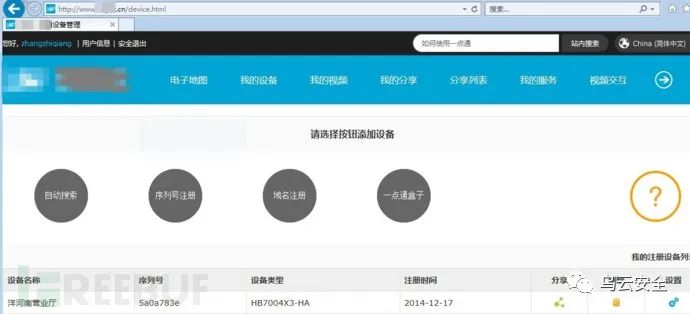 http://www. .cn/device.html
搜索...
设备管理
您好, zhangzhiqiang | 用户信息 | 安全退出
如何使用一点通
站内搜索
China (简体中文)
电子地图 我的设备 我的视频 我的分享 分享列表 我的服务 视频交互
请选择按钮添加设备
自动搜索 序列号注册 域名注册 一点通盒子 ?
我的注册设备列
设备名称 序列号 设备类型 注册时间 分享 设置
洋河南营业厅 5a0a783e HB7004X3-HA 2014-12-17
REEBUF
乌云安全